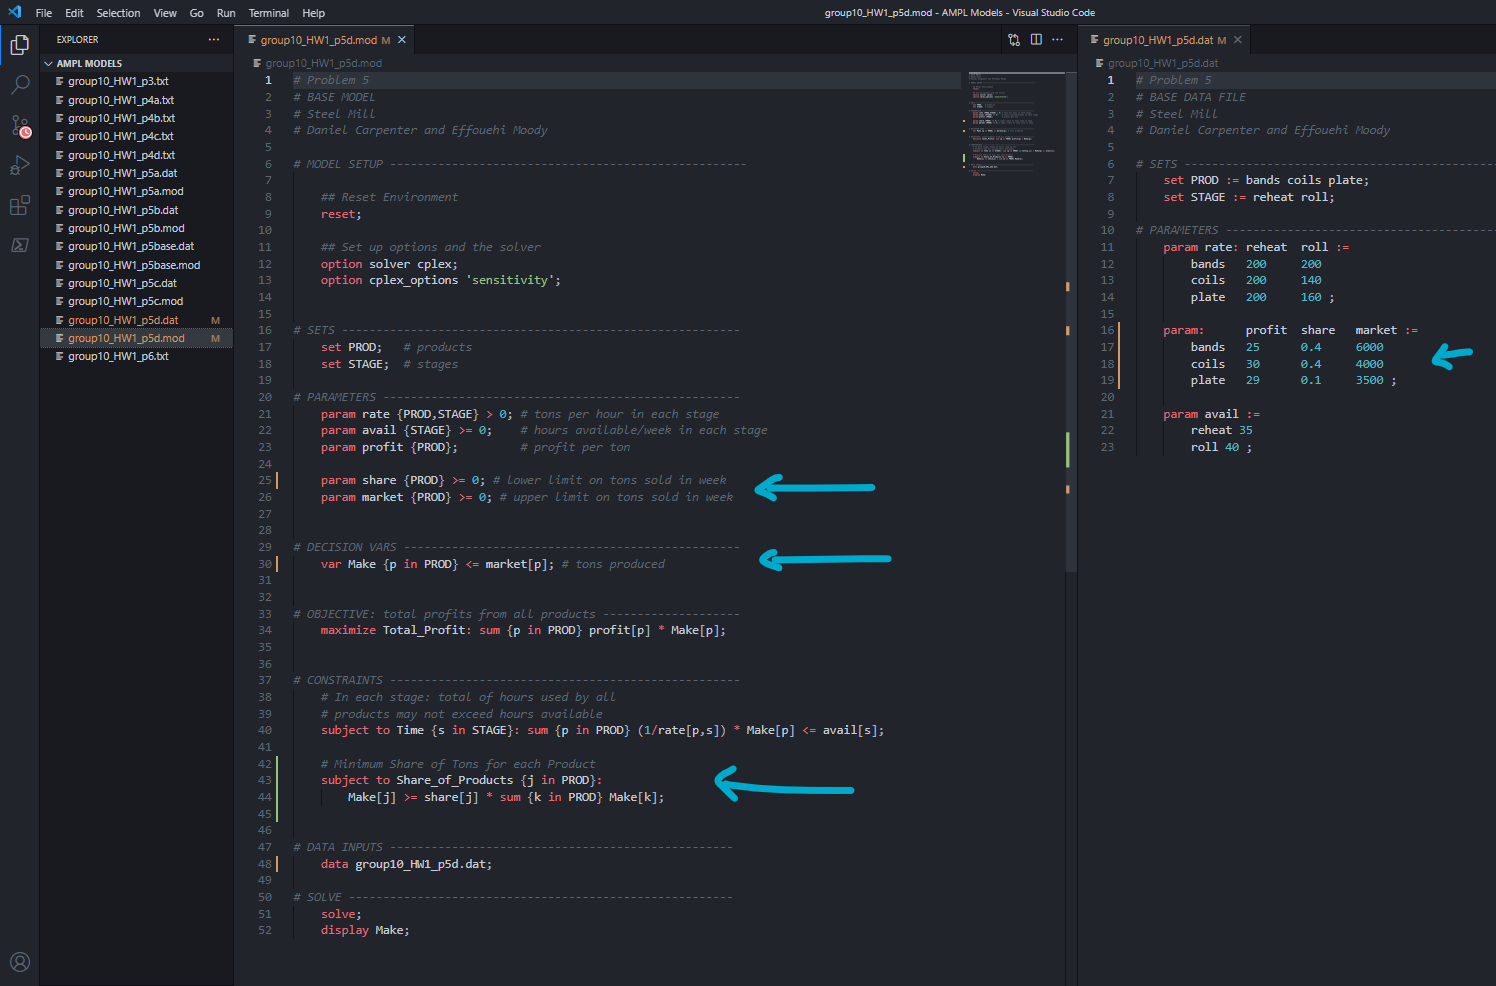 File Edit Selection View Go Run Terminal Help
group10_HW1_p5d.mod - AMPL Models - Visual Studio Code
EXPLORER
AMPL MODELS
group10_HW1_p3.txt
group10_HW1_p4a.txt
group10_HW1_p4b.txt
group10_HW1_p4c.txt
group10_HW1_p4d.txt
group10_HW1_p5a.dat
group10_HW1_p5a.mod
group10_HW1_p5b.dat
group10_HW1_p5b.mod
group10_HW1_p5base.dat
group10_HW1_p5base.mod
group10_HW1_p5c.dat
group10_HW1_p5c.mod
group10_HW1_p5d.dat M
group10_HW1_p5d.mod M
group10_HW1_p6.txt
group10_HW1_p5d.mod M
group10_HW1_p5d.mod
1 # Problem 5
2 # BASE MODEL
3 # Steel Mill
4 # Daniel Carpenter and Effouehi Moody
5
6 # MODEL SETUP ----------------------------------------------------
7
8 ## Reset Environment
9 reset;
10
11 ## Set up options and the solver
12 option solver cplex;
13 option cplex_options 'sensitivity';
14
15
16 # SETS ----------------------------------------------------------
17 set PROD; # products
18 set STAGE; # stages
19
20 # PARAMETERS ----------------------------------------------------
21 param rate {PROD,STAGE} > 0; # tons per hour in each stage
22 param avail {STAGE} >= 0; # hours available/week in each stage
23 param profit {PROD}; # profit per ton
24
25 param share {PROD} >= 0; # lower limit on tons sold in week
26 param market {PROD} >= 0; # upper limit on tons sold in week
27
28
29 # DECISION VARS -------------------------------------------------
30 var Make {p in PROD} <= market[p]; # tons produced
31
32
33 # OBJECTIVE: total profits from all products --------------------
34 maximize Total_Profit: sum {p in PROD} profit[p] * Make[p];
35
36
37 # CONSTRAINTS ---------------------------------------------------
38 # In each stage: total of hours used by all
39 # products may not exceed hours available
40 subject to Time {s in STAGE}: sum {p in PROD} (1/rate[p,s]) * Make[p] <= avail[s];
41
42 # Minimum Share of Tons for each Product
43 subject to Share_of_Products {j in PROD}:
44 Make[j] >= share[j] * sum {k in PROD} Make[k];
45
46
47 # DATA INPUTS --------------------------------------------------
48 data group10_HW1_p5d.dat;
49
50 # SOLVE --------------------------------------------------------
51 solve;
52 display Make;
group10_HW1_p5d.dat M
group10_HW1_p5d.dat
1 # Problem 5
2 # BASE DATA FILE
3 # Steel Mill
4 # Daniel Carpenter and Effouehi Moody
5
6 # SETS ---------------------------------------------
7 set PROD := bands coils plate;
8 set STAGE := reheat roll;
9
10 # PARAMETERS ---------------------------------------
11 param rate: reheat roll :=
12 bands 200 200
13 coils 200 140
14 plate 200 160 ;
15
16 param: profit share market :=
17 bands 25 0.4 6000
18 coils 30 0.4 4000
19 plate 29 0.1 3500 ;
20
21 param avail :=
22 reheat 35
23 roll 40 ;